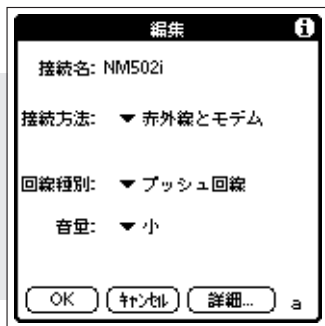 編集
接続名: NM502i
接続方法: ▼ 赤外線とモデム
回線種別: ▼ プッシュ回線
音量: ▼ 小
OK キャンセル 詳細... a